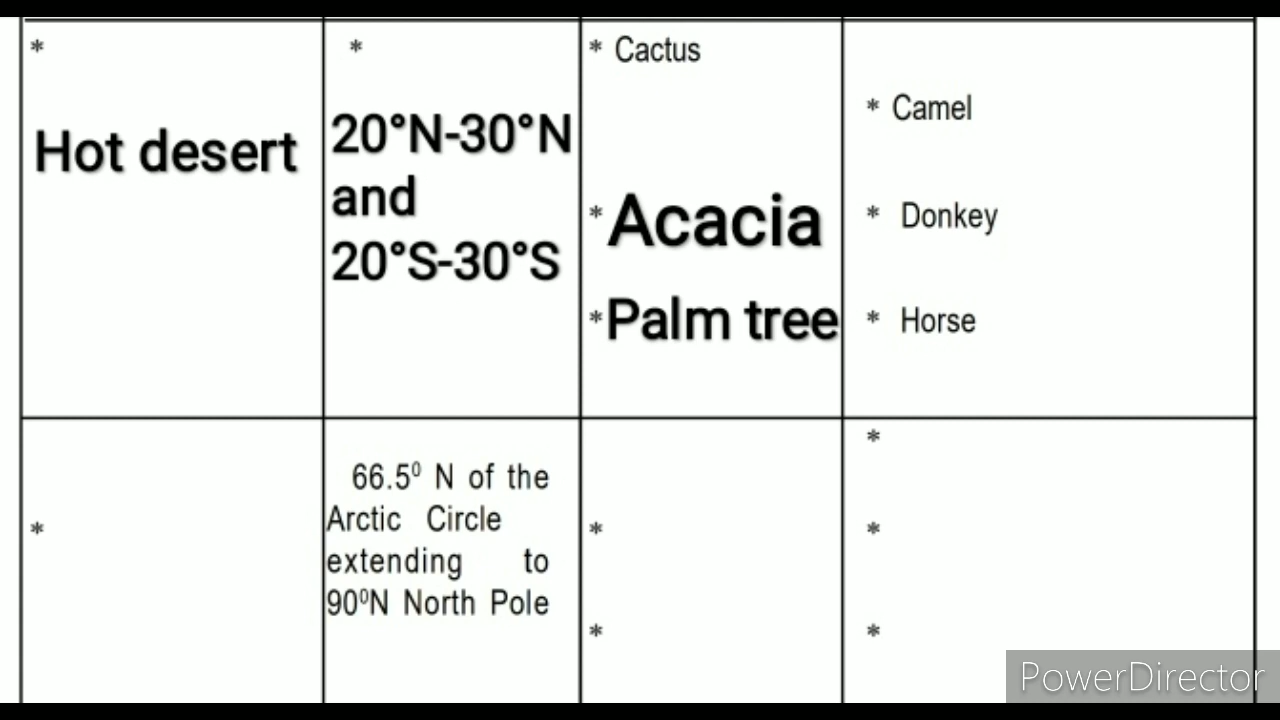 *
Hot desert
*
20°N-30°N
and
20°S-30°S
* Cactus
*Acacia
*Palm tree
* Camel
* Donkey
* Horse
*
66.5⁰ N of the
Arctic Circle
extending to
90⁰N North Pole
*
*
*
*
*
PowerDirector